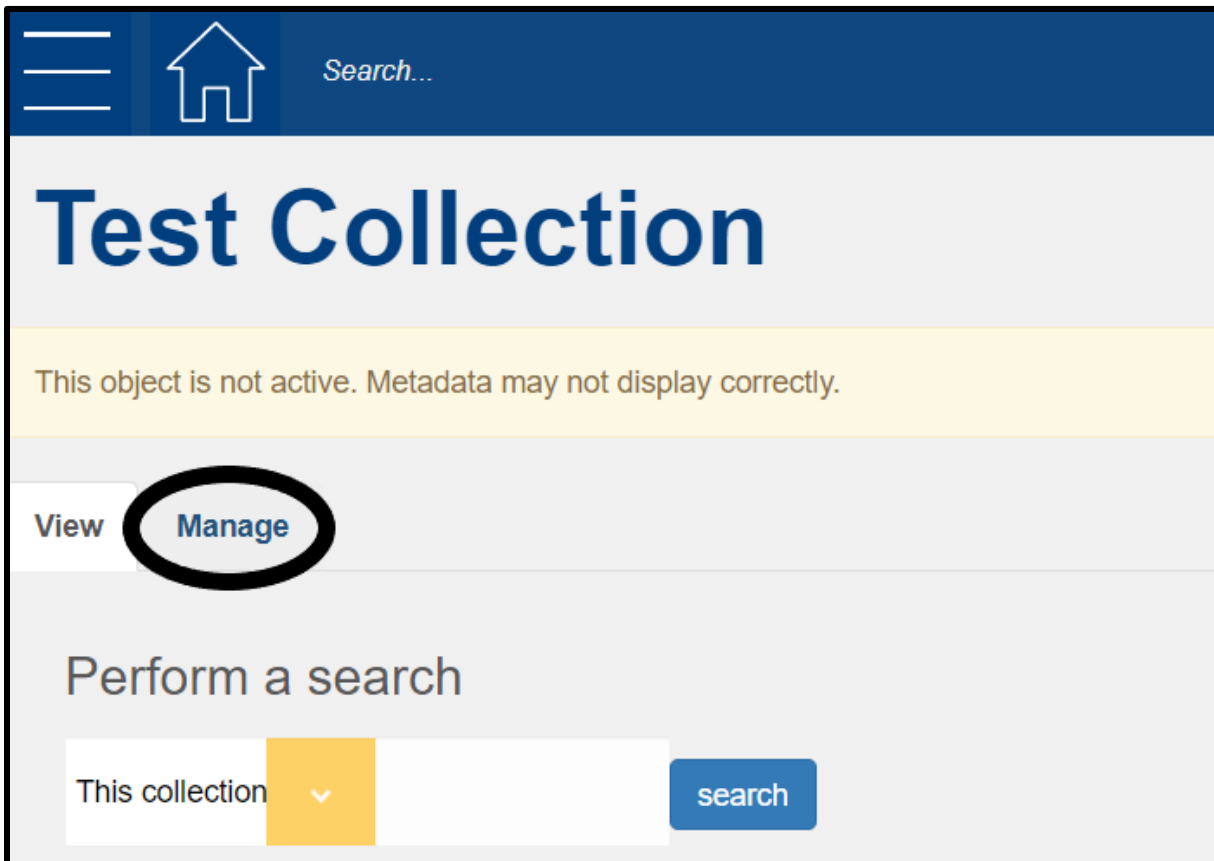 Search...
Test Collection
This object is not active. Metadata may not display correctly.
View Manage
Perform a search
This collection search